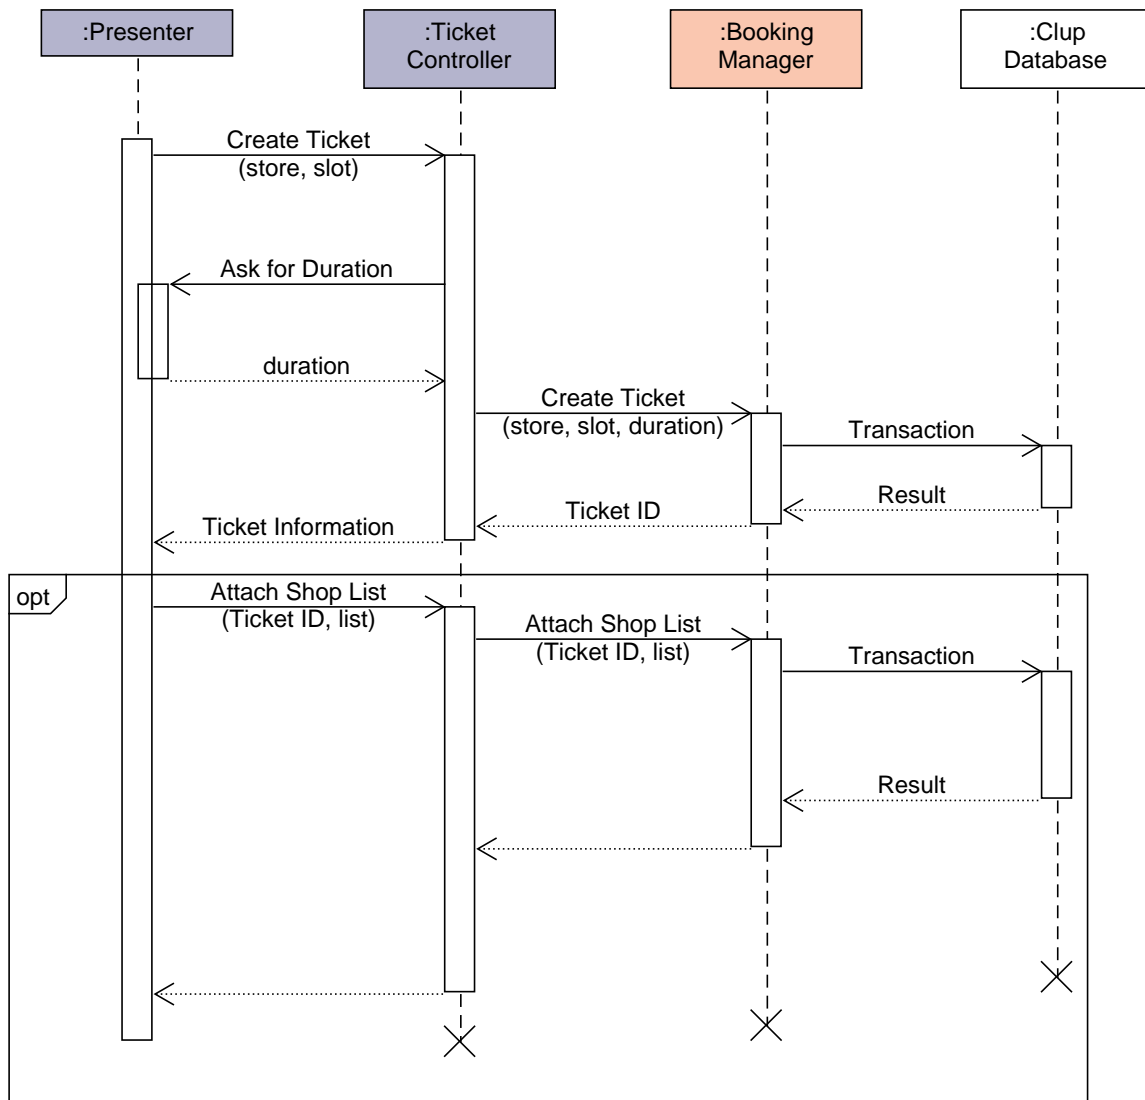 :Presenter
:Ticket
Controller
:Booking
Manager
:Clup
Database
Create Ticket
(store, slot)
Ask for Duration
duration
Create Ticket
(store, slot, duration)
Transaction
Result
Ticket ID
Ticket Information
opt
Attach Shop List
(Ticket ID, list)
Attach Shop List
(Ticket ID, list)
Transaction
Result